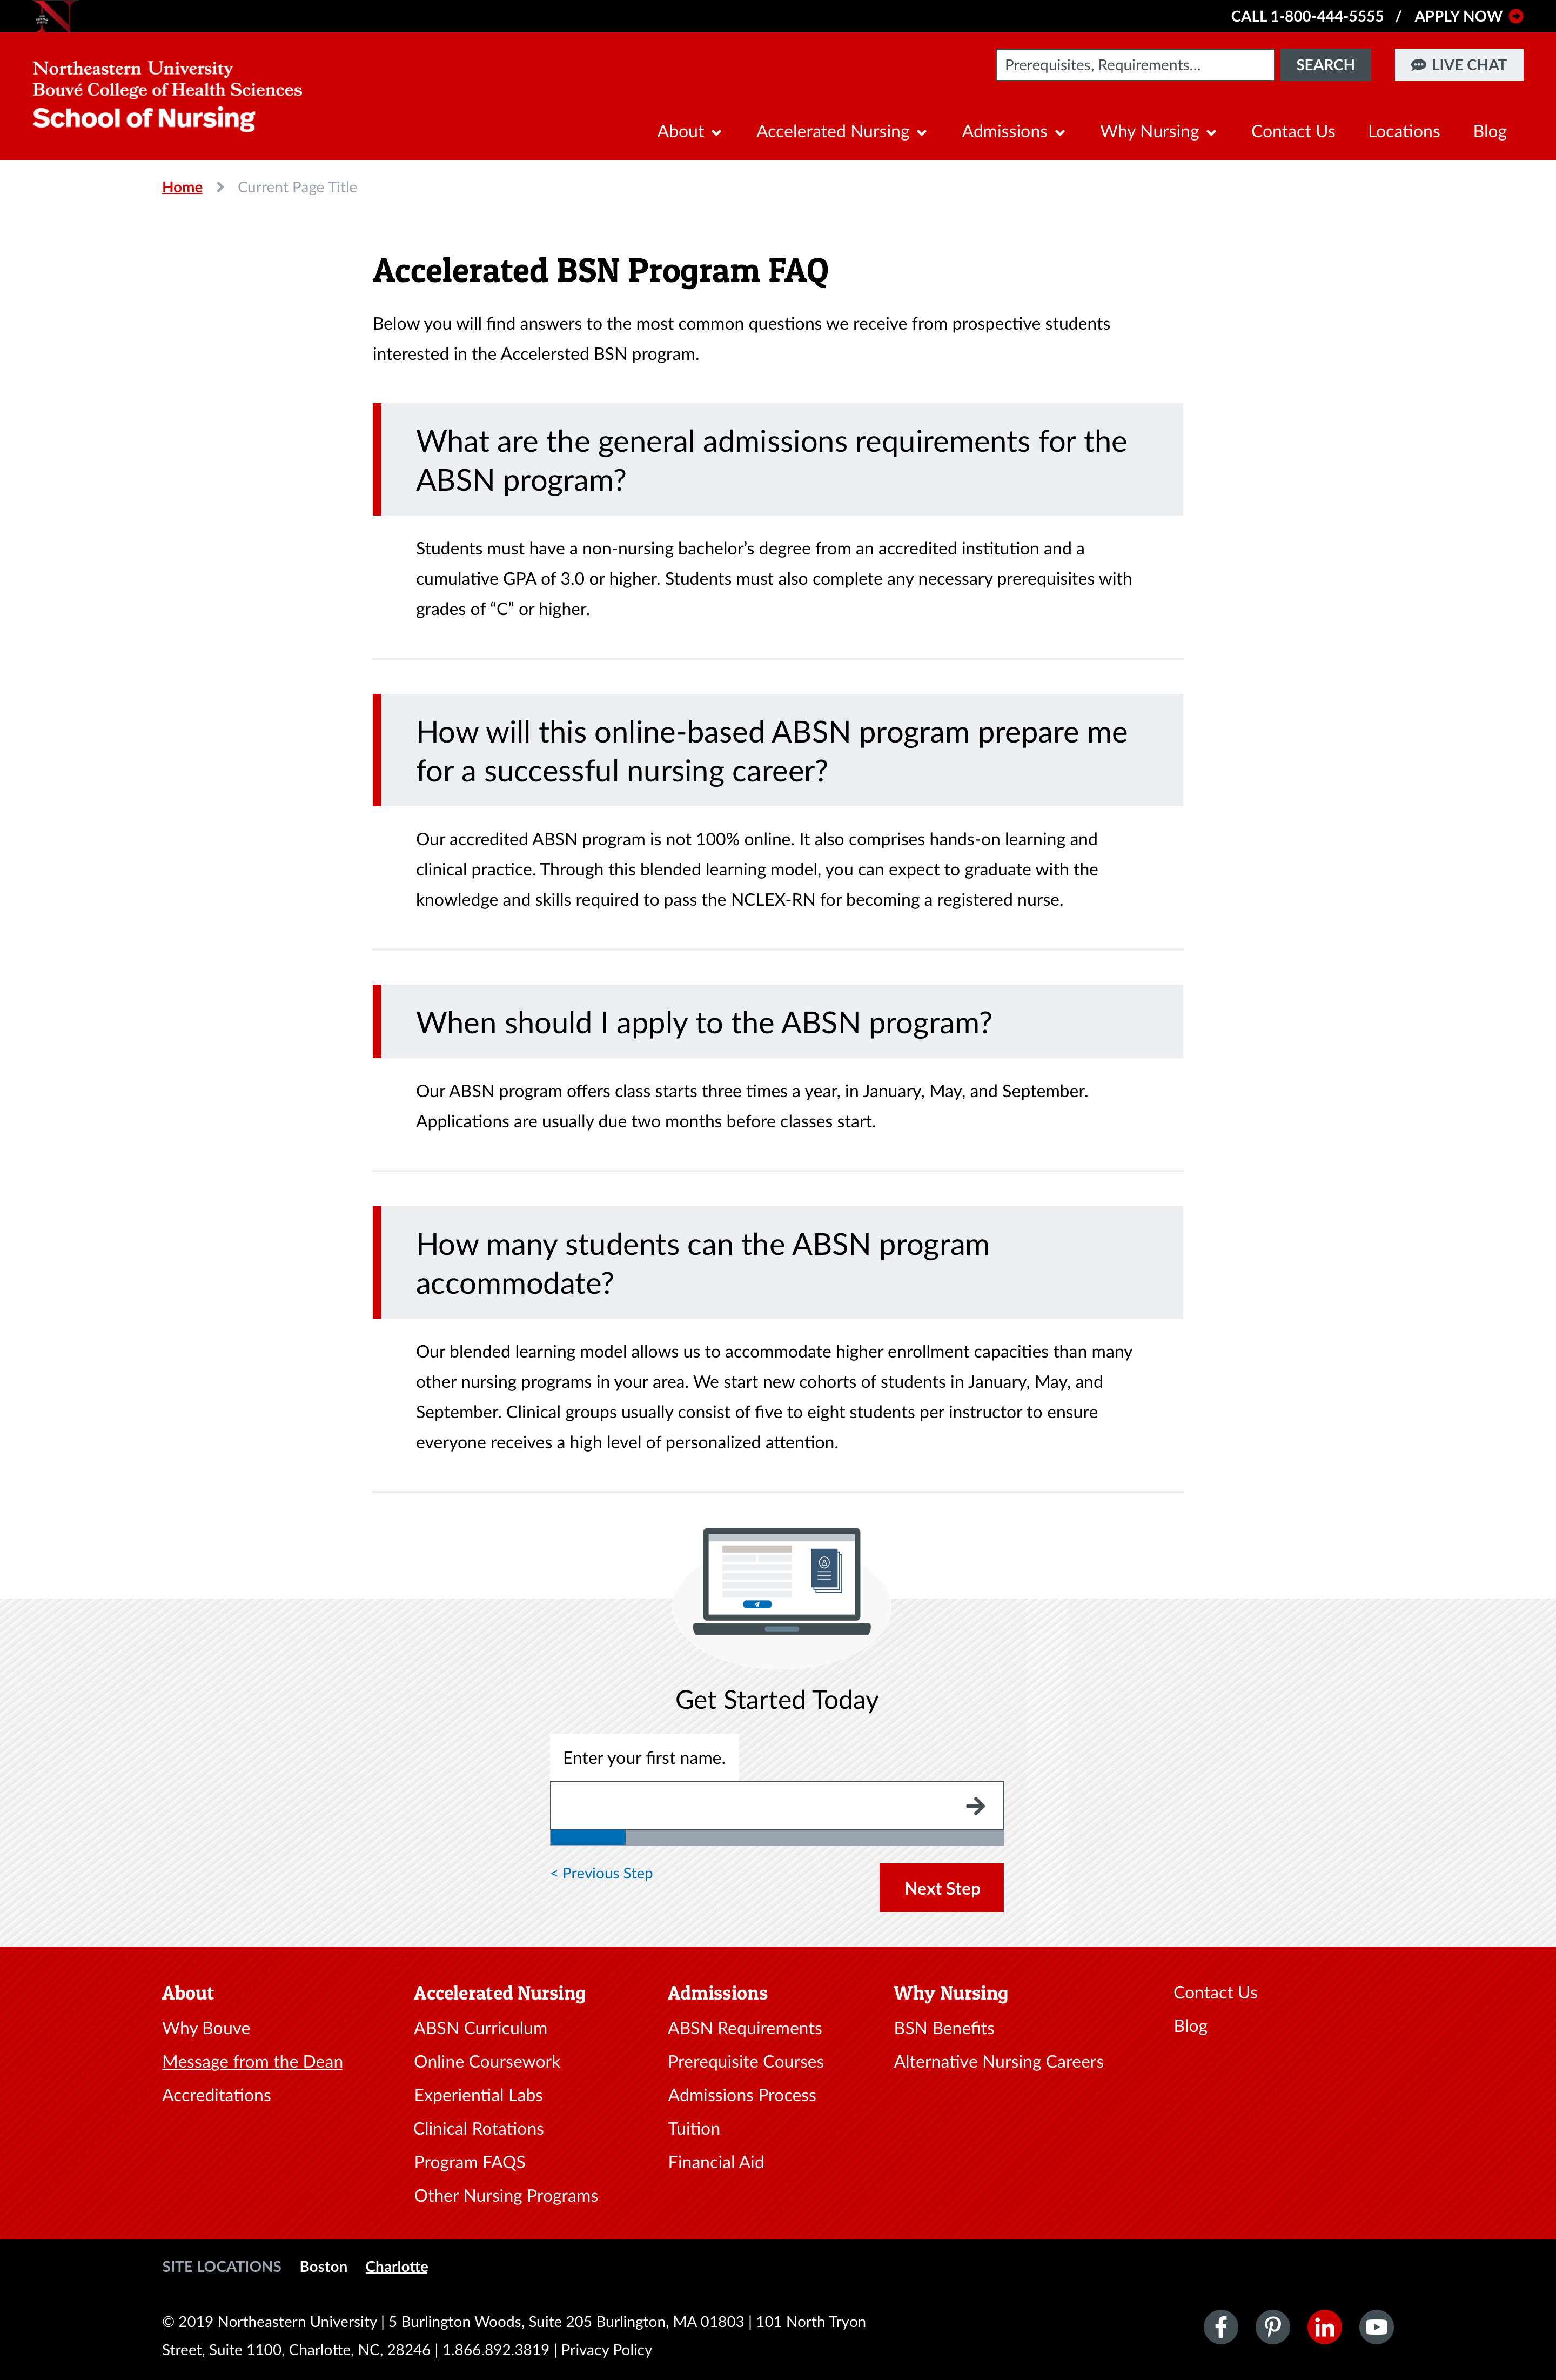 CALL 1-800-444-5555 / APPLY NOW
Northeastern University
Bouvé College of Health Sciences
School of Nursing
Prerequisites, Requirements...
SEARCH
LIVE CHAT
About
Accelerated Nursing
Admissions
Why Nursing
Contact Us
Locations
Blog
Home
Current Page Title
Accelerated BSN Program FAQ
Below you will find answers to the most common questions we receive from prospective students
interested in the Accelersted BSN program.
What are the general admissions requirements for the
ABSN program?
Students must have a non-nursing bachelor’s degree from an accredited institution and a
cumulative GPA of 3.0 or higher. Students must also complete any necessary prerequisites with
grades of “C” or higher.
How will this online-based ABSN program prepare me
for a successful nursing career?
Our accredited ABSN program is not 100% online. It also comprises hands-on learning and
clinical practice. Through this blended learning model, you can expect to graduate with the
knowledge and skills required to pass the NCLEX-RN for becoming a registered nurse.
When should I apply to the ABSN program?
Our ABSN program offers class starts three times a year, in January, May, and September.
Applications are usually due two months before classes start.
How many students can the ABSN program
accommodate?
Our blended learning model allows us to accommodate higher enrollment capacities than many
other nursing programs in your area. We start new cohorts of students in January, May, and
September. Clinical groups usually consist of five to eight students per instructor to ensure
everyone receives a high level of personalized attention.
Get Started Today
Enter your first name.
< Previous Step
Next Step
About
Why Bouve
Message from the Dean
Accreditations
Accelerated Nursing
ABSN Curriculum
Online Coursework
Experiential Labs
Clinical Rotations
Program FAQS
Other Nursing Programs
Admissions
ABSN Requirements
Prerequisite Courses
Admissions Process
Tuition
Financial Aid
Why Nursing
BSN Benefits
Alternative Nursing Careers
Contact Us
Blog
SITE LOCATIONS Boston Charlotte
© 2019 Northeastern University | 5 Burlington Woods, Suite 205 Burlington, MA 01803 | 101 North Tryon
Street, Suite 1100, Charlotte, NC, 28246 | 1.866.892.3819 | Privacy Policy